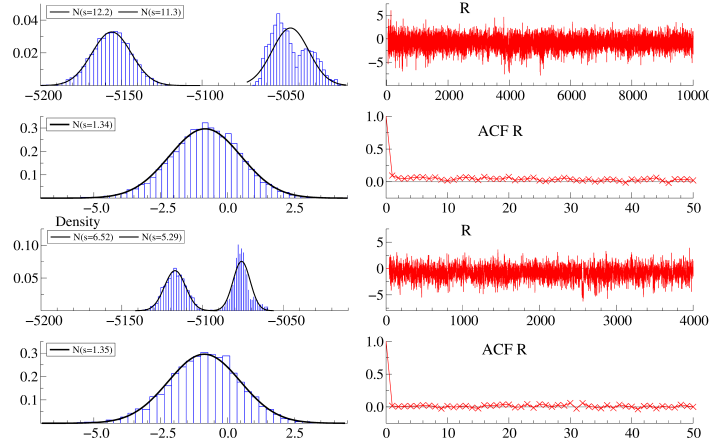 N(s=12.2) N(s=11.3)
0.04
0.02
−5200 −5150 −5100 −5050
R
5
0
−5
0 2000 4000 6000 8000 10000
N(s=1.34)
0.3
0.2
0.1
−5.0 −2.5 0.0 2.5
ACF R
1.0
0.5
0.0
0 10 20 30 40 50
Density
N(s=6.52) N(s=5.29)
0.10
0.05
−5200 −5150 −5100 −5050
R
5
0
−5
0 1000 2000 3000 4000
N(s=1.35)
0.3
0.2
0.1
−5.0 −2.5 0.0 2.5
ACF R
1.0
0.5
0.0
0 10 20 30 40 50